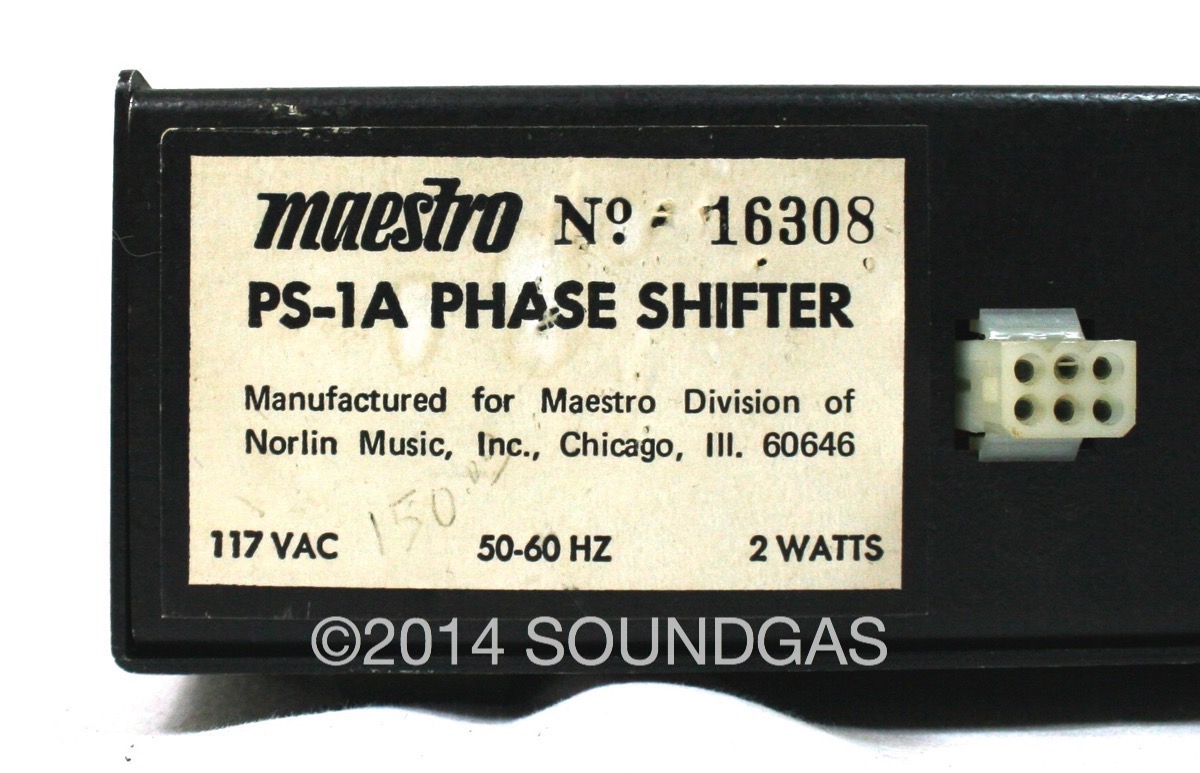 maestro Nº - 16308
PS-1A PHASE SHIFTER
Manufactured for Maestro Division of
Norlin Music, Inc., Chicago, Ill. 60646
150.00
117 VAC 50-60 HZ 2 WATTS
©2014 SOUNDGAS